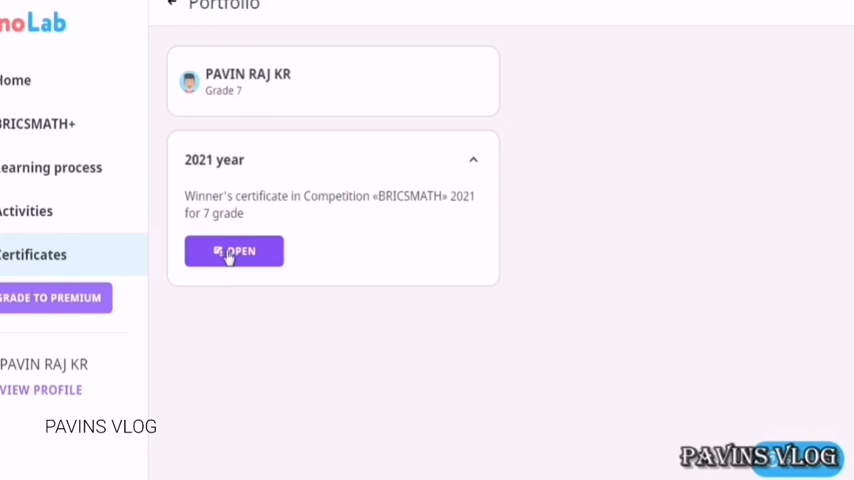 noLab
Portfolio
Home
BRICSMATH+
Learning process
Activities
Certificates
GRADE TO PREMIUM
PAVIN RAJ KR
VIEW PROFILE
PAVIN RAJ KR
Grade 7
2021 year
Winner's certificate in Competition «BRICSMATH» 2021
for 7 grade
OPEN
PAVINS VLOG
PAVINS VLOG